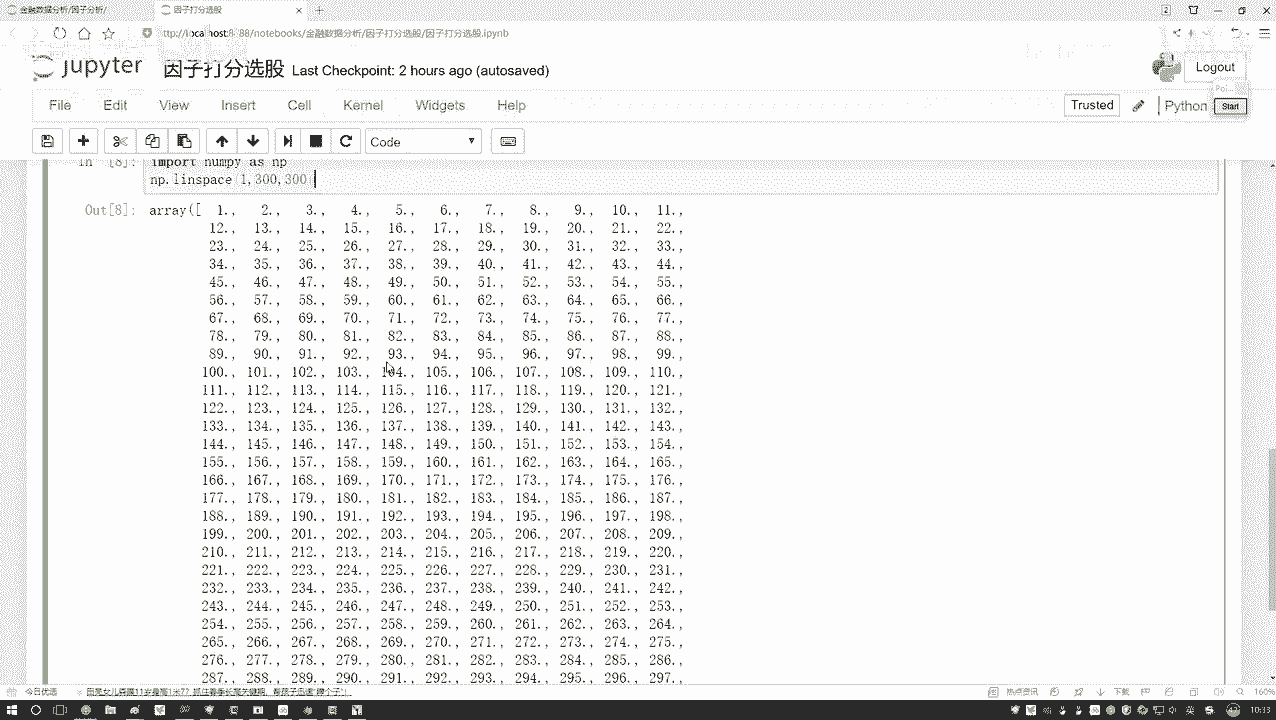 金融数据分析/因子分析/
因子打分选股
ttp://localhost:8888/notebooks/金融数据分析/因子打分选股/因子打分选股.ipynb
jupyter 因子打分选股 Last Checkpoint: 2 hours ago (autosaved)
Logout
File Edit View Insert Cell Kernel Widgets Help
Trusted
Python
Start
Code
In [8]: import numpy as np
np.linspace(1,300,300)
Out[8]: array([ 1., 2., 3., 4., 5., 6., 7., 8., 9., 10., 11.,
12., 13., 14., 15., 16., 17., 18., 19., 20., 21., 22.,
23., 24., 25., 26., 27., 28., 29., 30., 31., 32., 33.,
34., 35., 36., 37., 38., 39., 40., 41., 42., 43., 44.,
45., 46., 47., 48., 49., 50., 51., 52., 53., 54., 55.,
56., 57., 58., 59., 60., 61., 62., 63., 64., 65., 66.,
67., 68., 69., 70., 71., 72., 73., 74., 75., 76., 77.,
78., 79., 80., 81., 82., 83., 84., 85., 86., 87., 88.,
89., 90., 91., 92., 93., 94., 95., 96., 97., 98., 99.,
100., 101., 102., 103., 104., 105., 106., 107., 108., 109., 110.,
111., 112., 113., 114., 115., 116., 117., 118., 119., 120., 121.,
122., 123., 124., 125., 126., 127., 128., 129., 130., 131., 132.,
133., 134., 135., 136., 137., 138., 139., 140., 141., 142., 143.,
144., 145., 146., 147., 148., 149., 150., 151., 152., 153., 154.,
155., 156., 157., 158., 159., 160., 161., 162., 163., 164., 165.,
166., 167., 168., 169., 170., 171., 172., 173., 174., 175., 176.,
177., 178., 179., 180., 181., 182., 183., 184., 185., 186., 187.,
188., 189., 190., 191., 192., 193., 194., 195., 196., 197., 198.,
199., 200., 201., 202., 203., 204., 205., 206., 207., 208., 209.,
210., 211., 212., 213., 214., 215., 216., 217., 218., 219., 220.,
221., 222., 223., 224., 225., 226., 227., 228., 229., 230., 231.,
232., 233., 234., 235., 236., 237., 238., 239., 240., 241., 242.,
243., 244., 245., 246., 247., 248., 249., 250., 251., 252., 253.,
254., 255., 256., 257., 258., 259., 260., 261., 262., 263., 264.,
265., 266., 267., 268., 269., 270., 271., 272., 273., 274., 275.,
276., 277., 278., 279., 280., 281., 282., 283., 284., 285., 286.,
287., 288., 289., 290., 291., 292., 293., 294., 295., 296., 297.,
今日优选
热点资讯 下载 160%
英 10:33